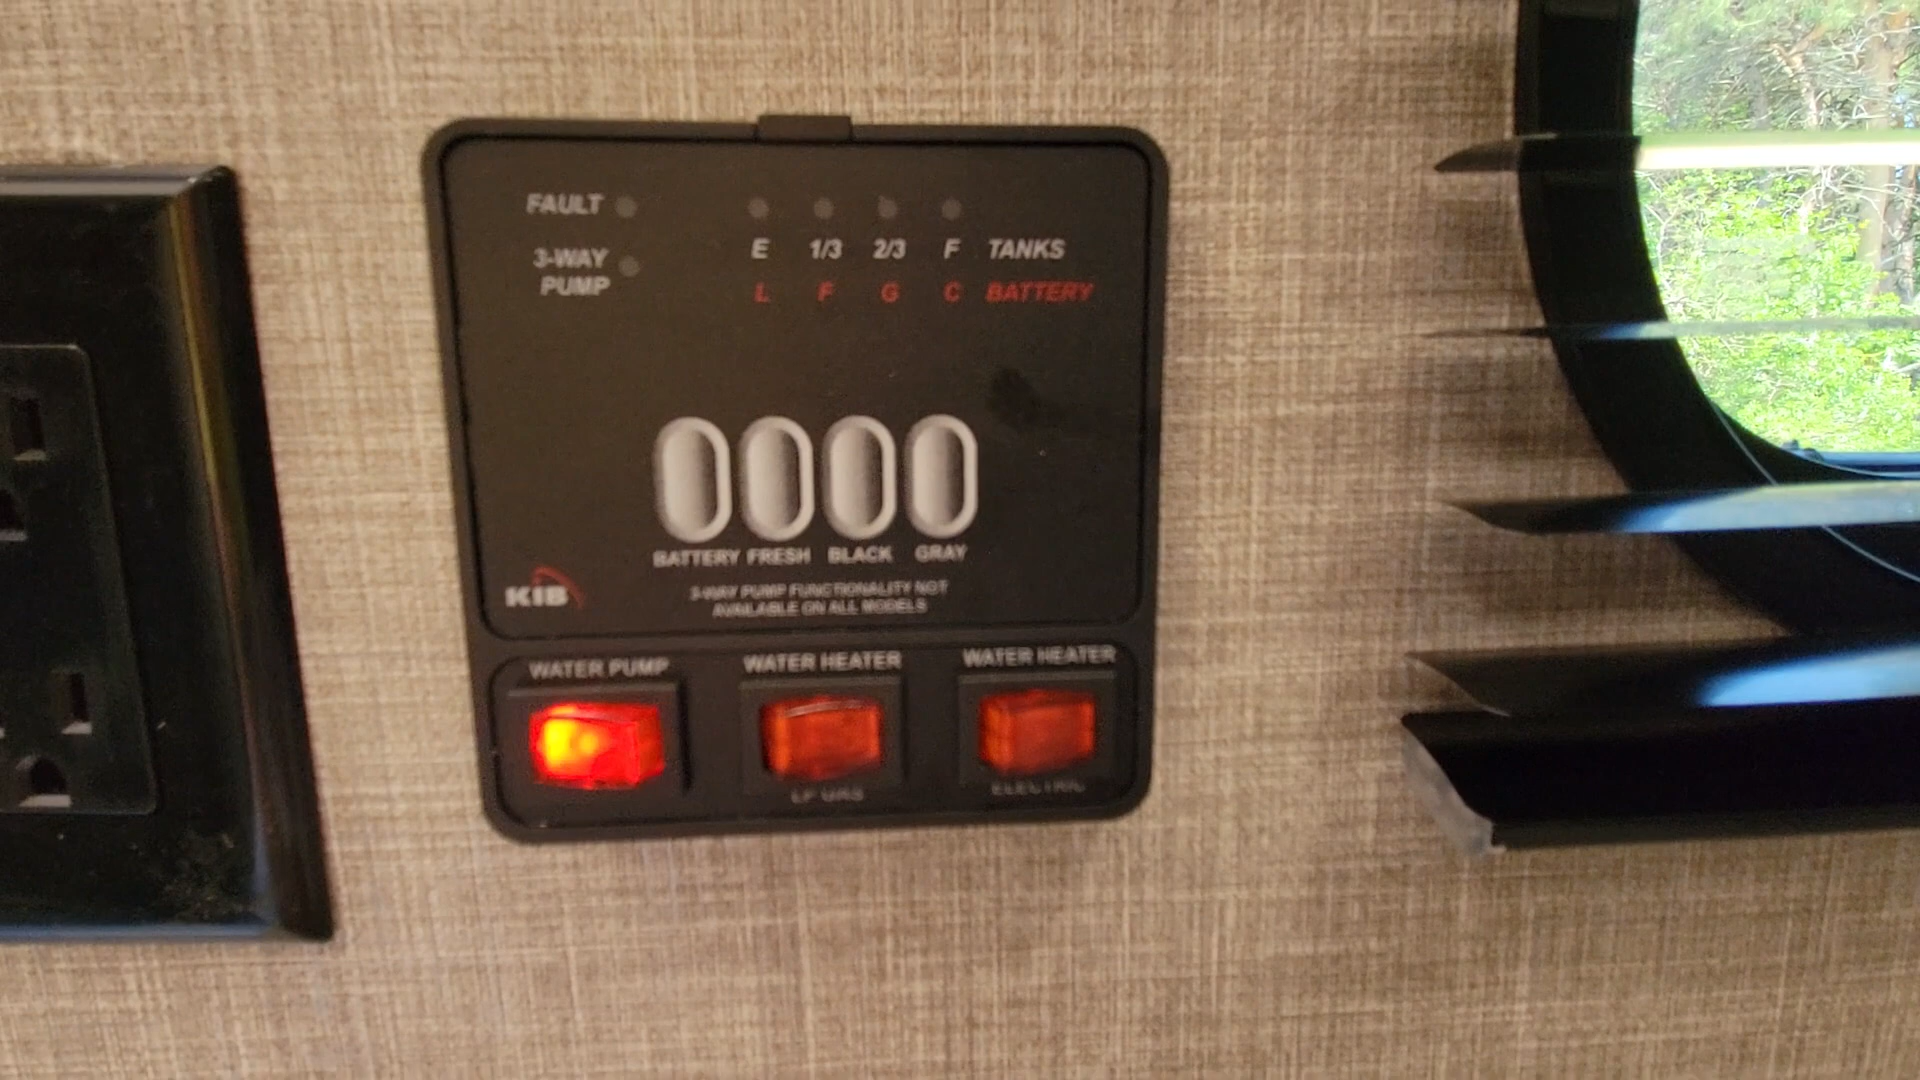 FAULT
E 1/3 2/3 F TANKS
3-WAY
PUMP
L F G C BATTERY
BATTERY FRESH BLACK GRAY
KIB
3-WAY PUMP FUNCTIONALITY NOT
AVAILABLE ON ALL MODELS
WATER PUMP WATER HEATER WATER HEATER
LP GAS ELECTRIC